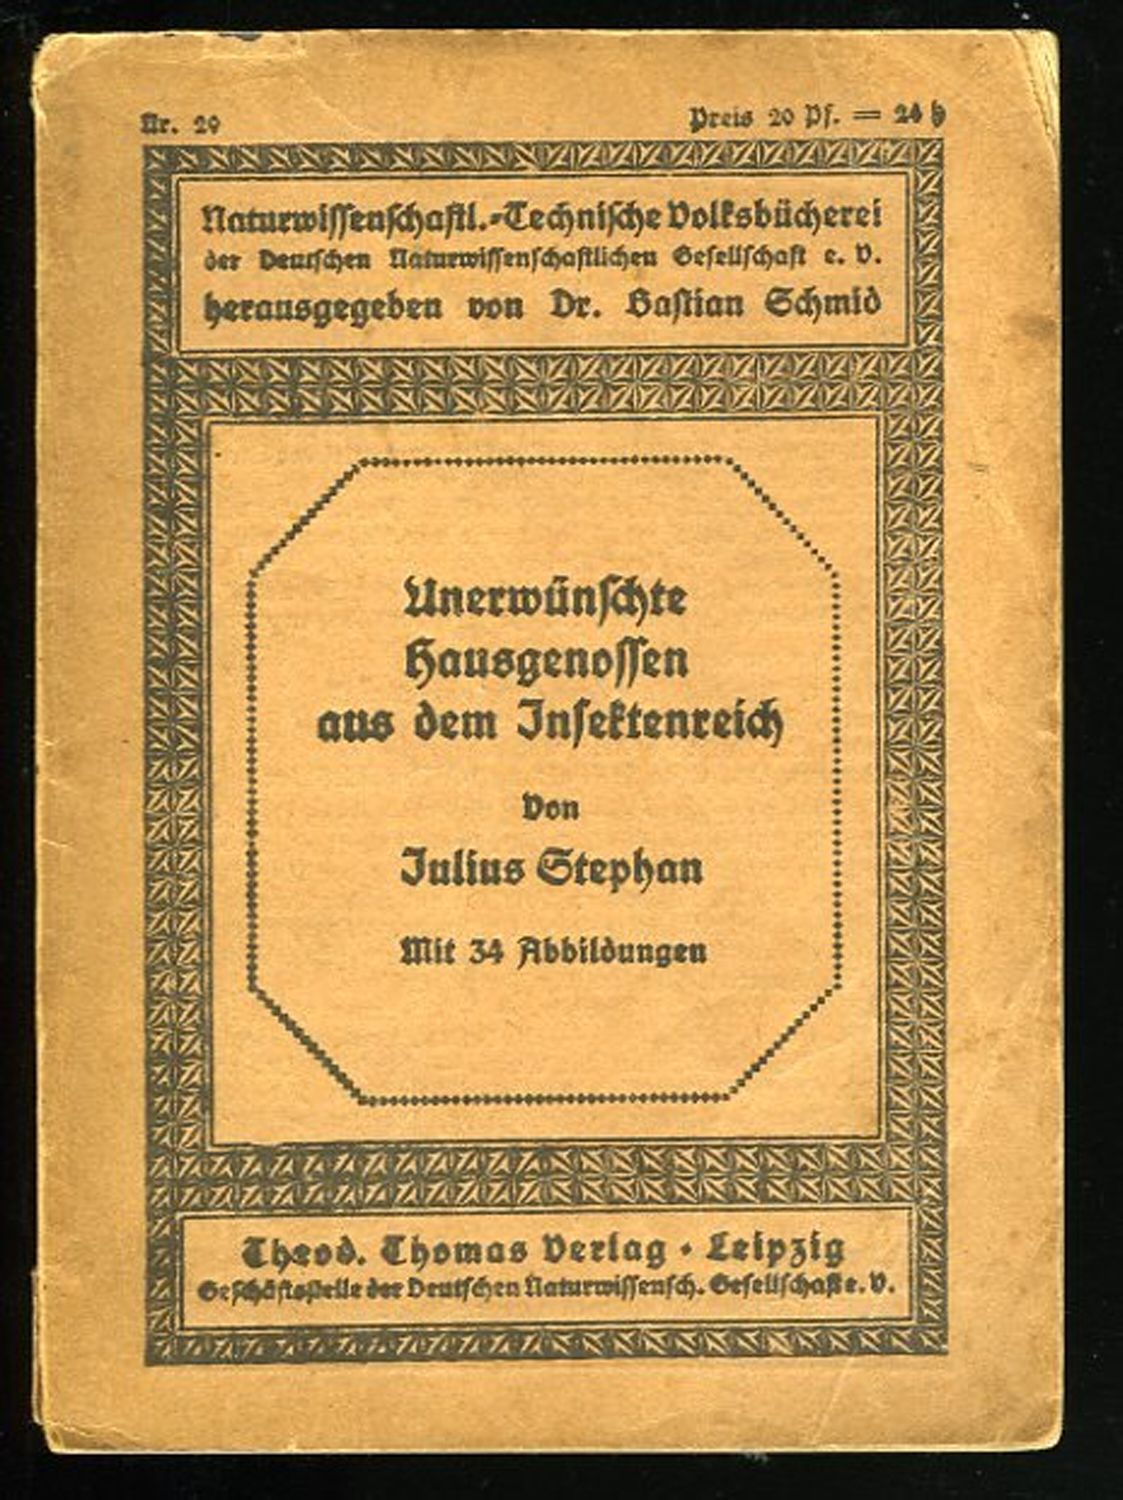 Nr. 29
Preis 20 Pf. = 24 h
Naturwissenschaftl.-Technische Volksbücherei
der Deutschen Naturwissenschaftlichen Gesellschaft e. V.
herausgegeben von Dr. Bastian Schmid
Unerwünschte
Hausgenossen
aus dem Insektenreich
Von
Julius Stephan
Mit 34 Abbildungen
Theod. Thomas Verlag • Leipzig
Geschäftsstelle der Deutschen Naturwissensch. Gesellschaft e. V.